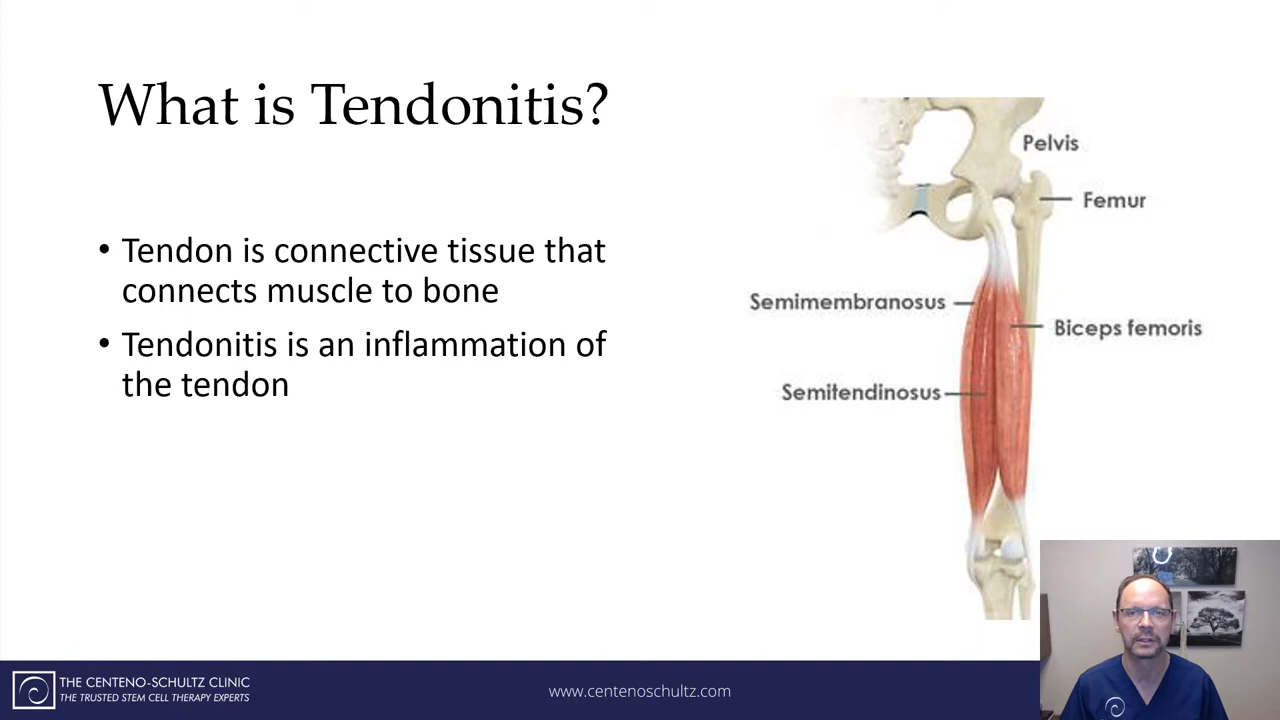 What is Tendonitis?
• Tendon is connective tissue that
connects muscle to bone
• Tendonitis is an inflammation of
the tendon
Pelvis
Femur
Semimembranosus
Biceps femoris
Semitendinosus
THE CENTENO-SCHULTZ CLINIC
THE TRUSTED STEM CELL THERAPY EXPERTS
www.centenoschultz.com